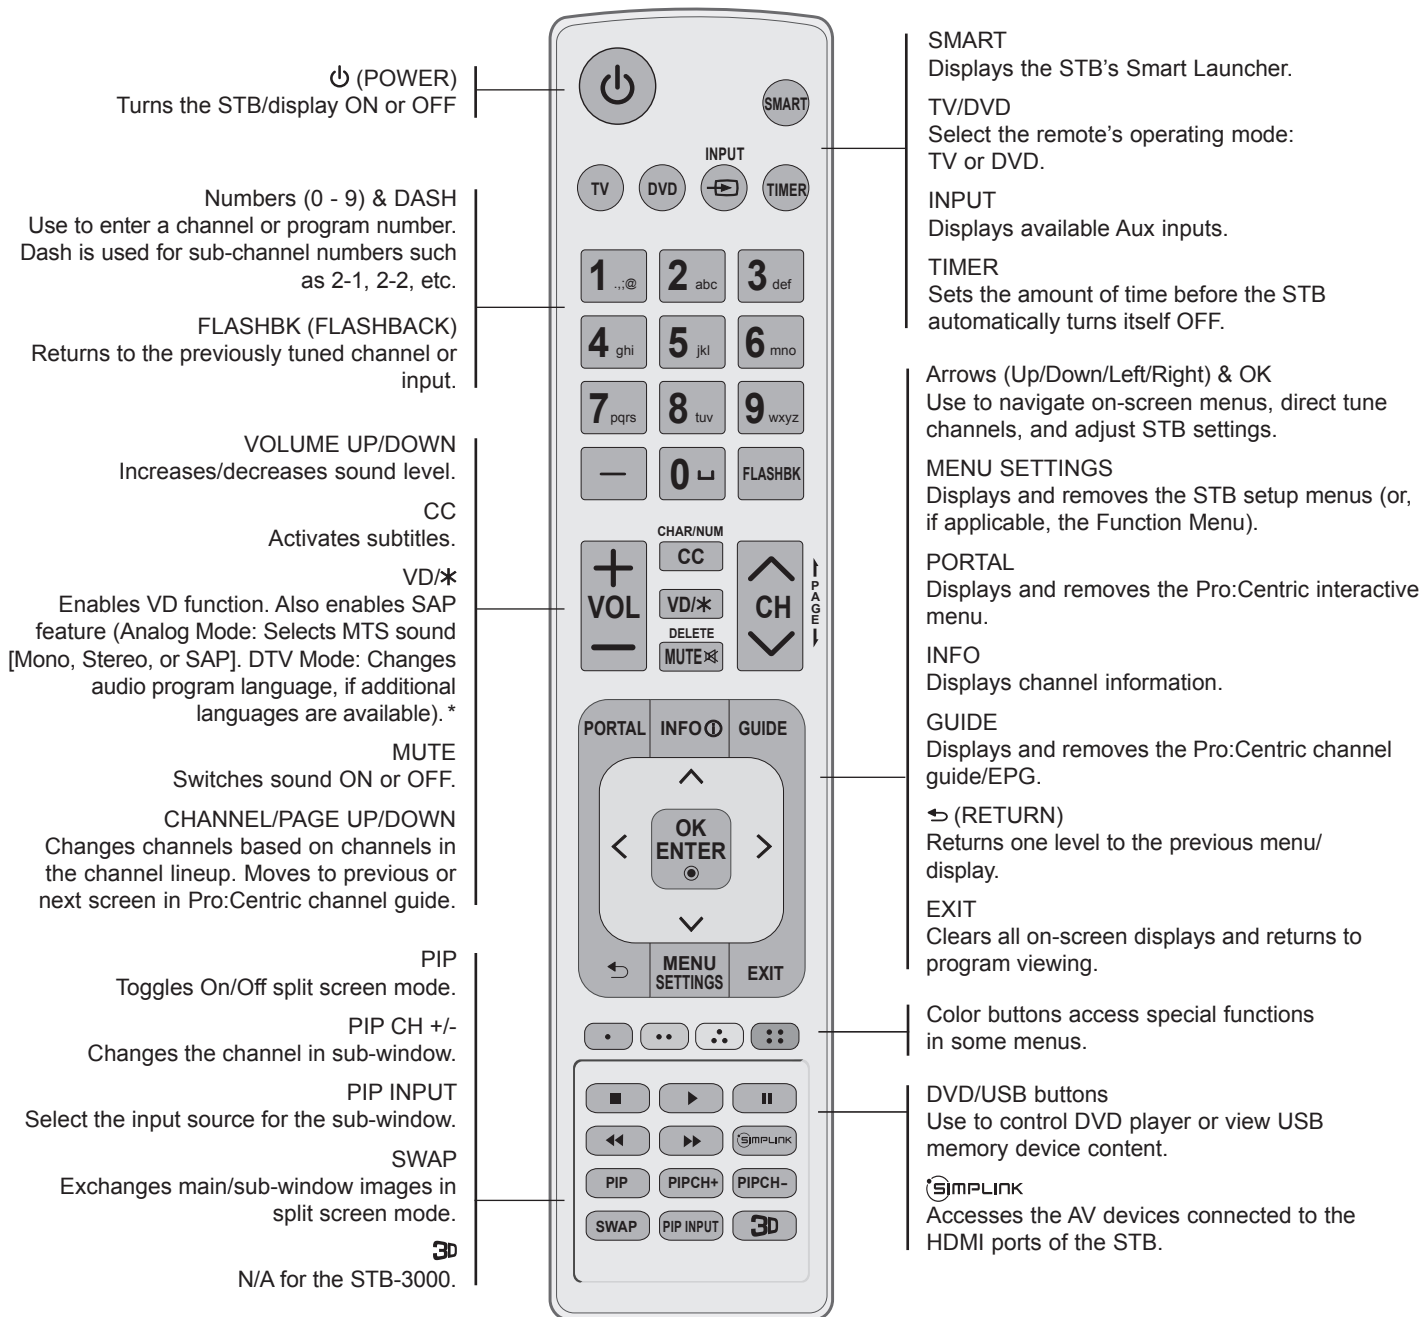 ⏻ (POWER)
Turns the STB/display ON or OFF
Numbers (0 - 9) & DASH
Use to enter a channel or program number.
Dash is used for sub-channel numbers such
as 2-1, 2-2, etc.
FLASHBK (FLASHBACK)
Returns to the previously tuned channel or
input.
VOLUME UP/DOWN
Increases/decreases sound level.
CC
Activates subtitles.
VD/*
Enables VD function. Also enables SAP
feature (Analog Mode: Selects MTS sound
[Mono, Stereo, or SAP]. DTV Mode: Changes
audio program language, if additional
languages are available). *
MUTE
Switches sound ON or OFF.
CHANNEL/PAGE UP/DOWN
Changes channels based on channels in
the channel lineup. Moves to previous or
next screen in Pro:Centric channel guide.
PIP
Toggles On/Off split screen mode.
PIP CH +/-
Changes the channel in sub-window.
PIP INPUT
Select the input source for the sub-window.
SWAP
Exchanges main/sub-window images in
split screen mode.
3D
N/A for the STB-3000.
SMART
INPUT
TV DVD TIMER
1 .,;@ 2 abc 3 def
4 ghi 5 jkl 6 mno
7 pqrs 8 tuv 9 wxyz
— 0 FLASHBK
CHAR/NUM
CC
VOL VD/* CH PAGE
DELETE
MUTE
PORTAL INFO GUIDE
OK
ENTER
MENU
SETTINGS EXIT
SIMPLINK
PIP PIPCH+ PIPCH-
SWAP PIP INPUT 3D
SMART
Displays the STB's Smart Launcher.
TV/DVD
Select the remote's operating mode:
TV or DVD.
INPUT
Displays available Aux inputs.
TIMER
Sets the amount of time before the STB
automatically turns itself OFF.
Arrows (Up/Down/Left/Right) & OK
Use to navigate on-screen menus, direct tune
channels, and adjust STB settings.
MENU SETTINGS
Displays and removes the STB setup menus (or,
if applicable, the Function Menu).
PORTAL
Displays and removes the Pro:Centric interactive
menu.
INFO
Displays channel information.
GUIDE
Displays and removes the Pro:Centric channel
guide/EPG.
⮌ (RETURN)
Returns one level to the previous menu/
display.
EXIT
Clears all on-screen displays and returns to
program viewing.
Color buttons access special functions
in some menus.
DVD/USB buttons
Use to control DVD player or view USB
memory device content.
SIMPLINK
Accesses the AV devices connected to the
HDMI ports of the STB.